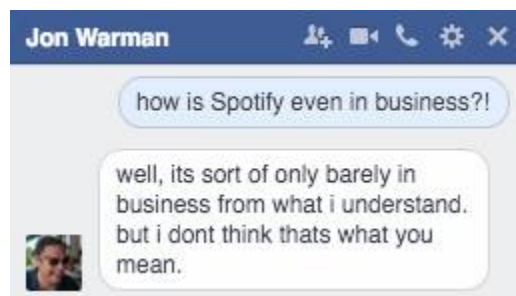 Jon Warman
how is Spotify even in business?!
well, its sort of only barely in
business from what i understand.
but i dont think thats what you
mean.